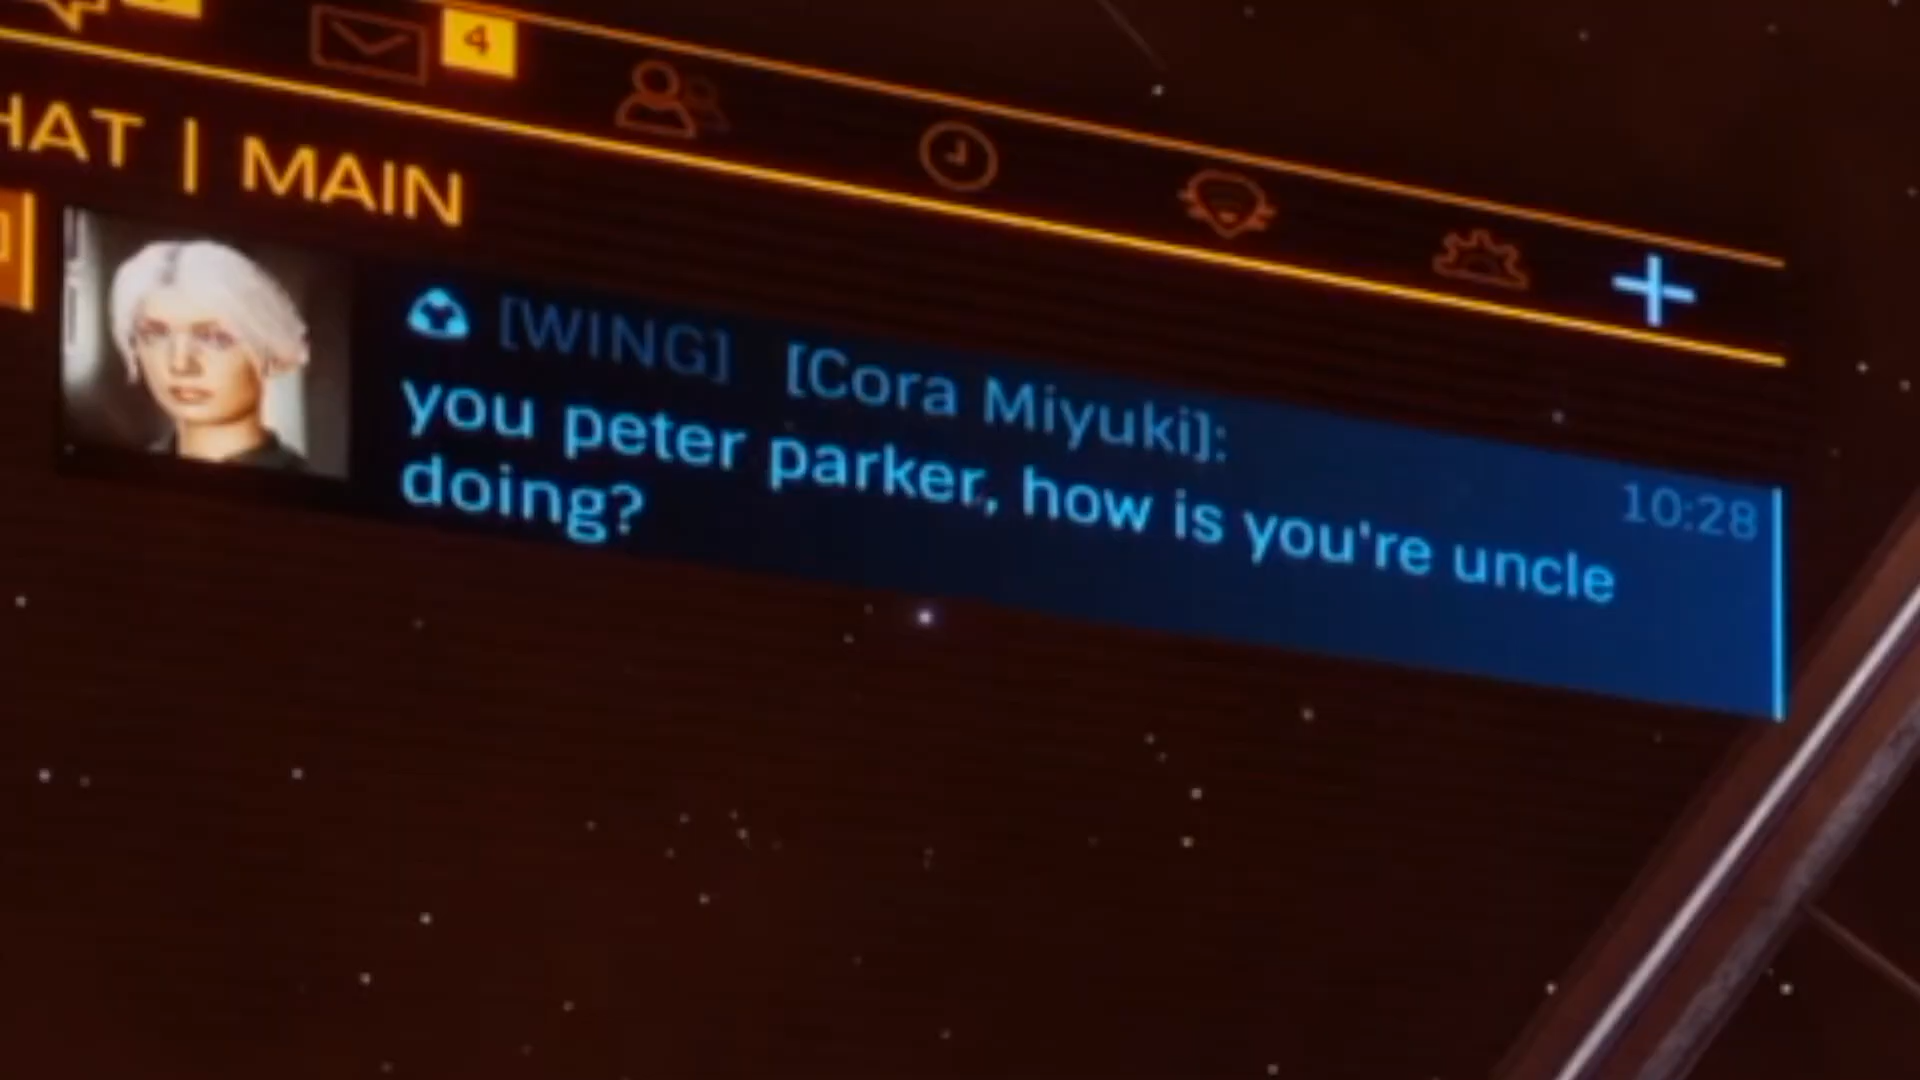 4
HAT | MAIN
[WING] [Cora Miyuki]:
10:28
you peter parker, how is you're uncle
doing?